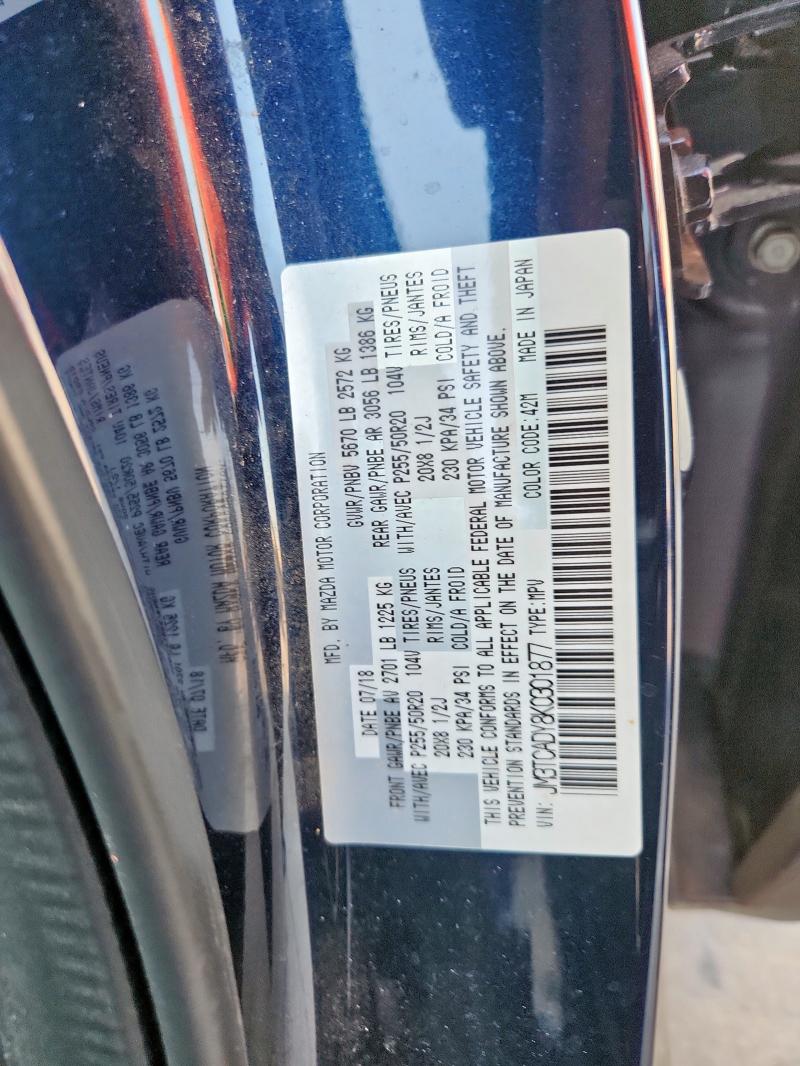 MFD. BY MAZDA MOTOR CORPORATION
DATE 07/18 GVWR/PNBV 5670 LB 2572 KG
FRONT GAWR/PNBE AV 2701 LB 1225 KG REAR GAWR/PNBE AR 3056 LB 1386 KG
WITH/AVEC P255/50R20 104V TIRES/PNEUS WITH/AVEC P255/50R20 104V TIRES/PNEUS
20X8 1/2J RIMS/JANTES 20X8 1/2J RIMS/JANTES
230 KPA/34 PSI COLD/A FROID 230 KPA/34 PSI COLD/A FROID
THIS VEHICLE CONFORMS TO ALL APPLICABLE FEDERAL MOTOR VEHICLE SAFETY AND THEFT
PREVENTION STANDARDS IN EFFECT ON THE DATE OF MANUFACTURE SHOWN ABOVE.
VIN: JM3TCADY8K0301877 TYPE: MPV COLOR CODE: 42M MADE IN JAPAN